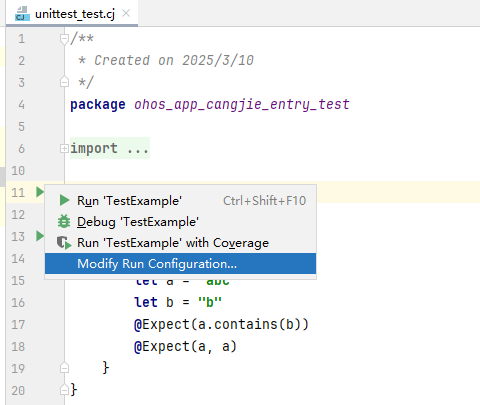 unittest_test.cj
1 /**
2 * Created on 2025/3/10
3 */
4 package ohos_app_cangjie_entry_test
5
6 import ...
10
11
Run 'TestExample' Ctrl+Shift+F10
12
Debug 'TestExample'
13
Run 'TestExample' with Coverage
Modify Run Configuration...
15 let a = "abc"
16 let b = "b"
17 @Expect(a.contains(b))
18 @Expect(a, a)
19 }
20 }